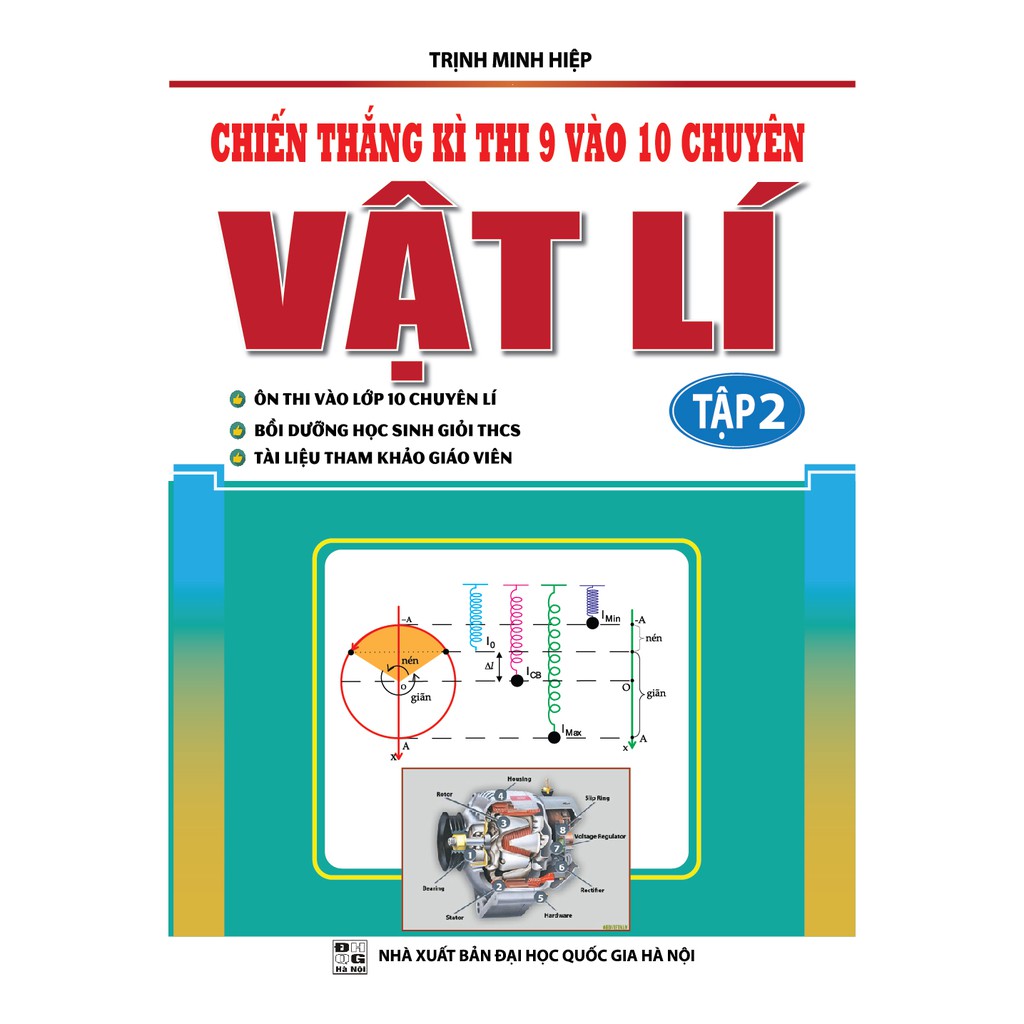 TRỊNH MINH HIỆP
CHIẾN THẮNG KÌ THI 9 VÀO 10 CHUYÊN
VẬT LÍ
TẬP 2
ÔN THI VÀO LỚP 10 CHUYÊN LÍ
BỒI DƯỠNG HỌC SINH GIỎI THCS
TÀI LIỆU THAM KHẢO GIÁO VIÊN
-A
nén
O
giãn
A
x
l0
Δl
lCB
lMax
lMin
-A
nén
O
giãn
A
x
Housing
Rotor
Slip Ring
Voltage Regulator
Rectifier
Hardware
Stator
Bearing
4
3
8
7
1
6
2
5
ĐHQG
Hà Nội
NHÀ XUẤT BẢN ĐẠI HỌC QUỐC GIA HÀ NỘI